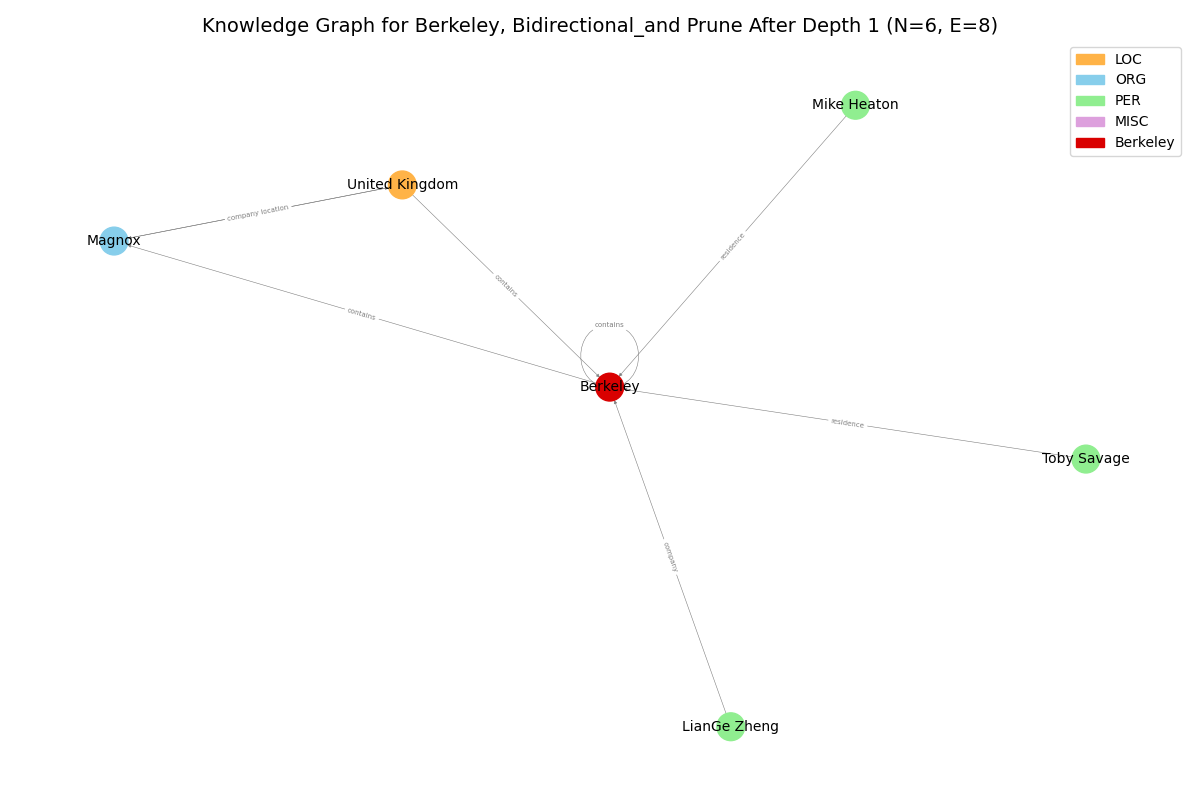 Knowledge Graph for Berkeley, Bidirectional_and Prune After Depth 1 (N=6, E=8)
LOC
ORG
PER
MISC
Berkeley
Mike Heaton
United Kingdom
company location
Magnox
residence
contains
contains
contains
Berkeley
residence
Toby Savage
company
LianGe Zheng